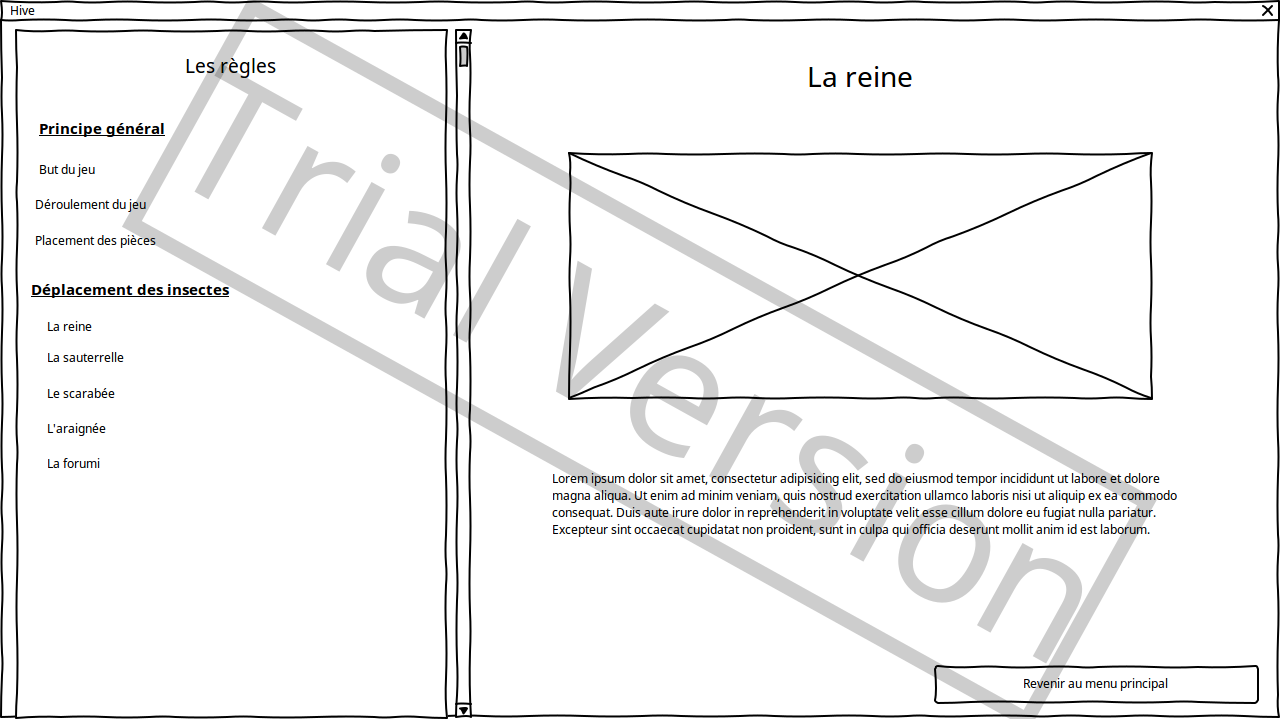 Hive
Les règles
Principe général
But du jeu
Déroulement du jeu
Placement des pièces
Déplacement des insectes
La reine
La sauterrelle
Le scarabée
L'araignée
La forumi
La reine
Lorem ipsum dolor sit amet, consectetur adipisicing elit, sed do eiusmod tempor incididunt ut labore et dolore
magna aliqua. Ut enim ad minim veniam, quis nostrud exercitation ullamco laboris nisi ut aliquip ex ea commodo
consequat. Duis aute irure dolor in reprehenderit in voluptate velit esse cillum dolore eu fugiat nulla pariatur.
Excepteur sint occaecat cupidatat non proident, sunt in culpa qui officia deserunt mollit anim id est laborum.
Revenir au menu principal
Trial Version